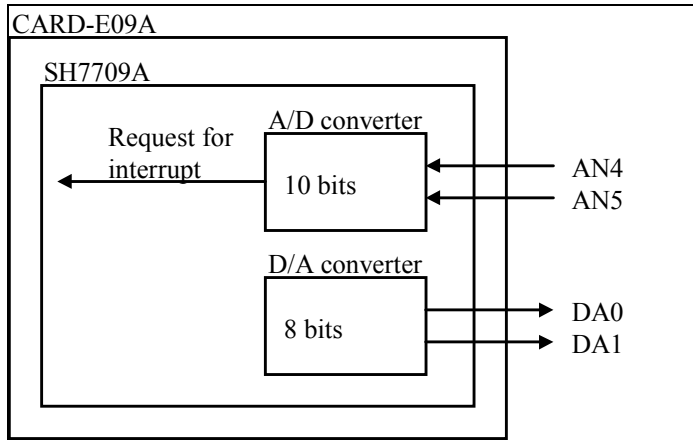 CARD-E09A
SH7709A
A/D converter
Request for
interrupt
10 bits
AN4
AN5
D/A converter
8 bits
DA0
DA1